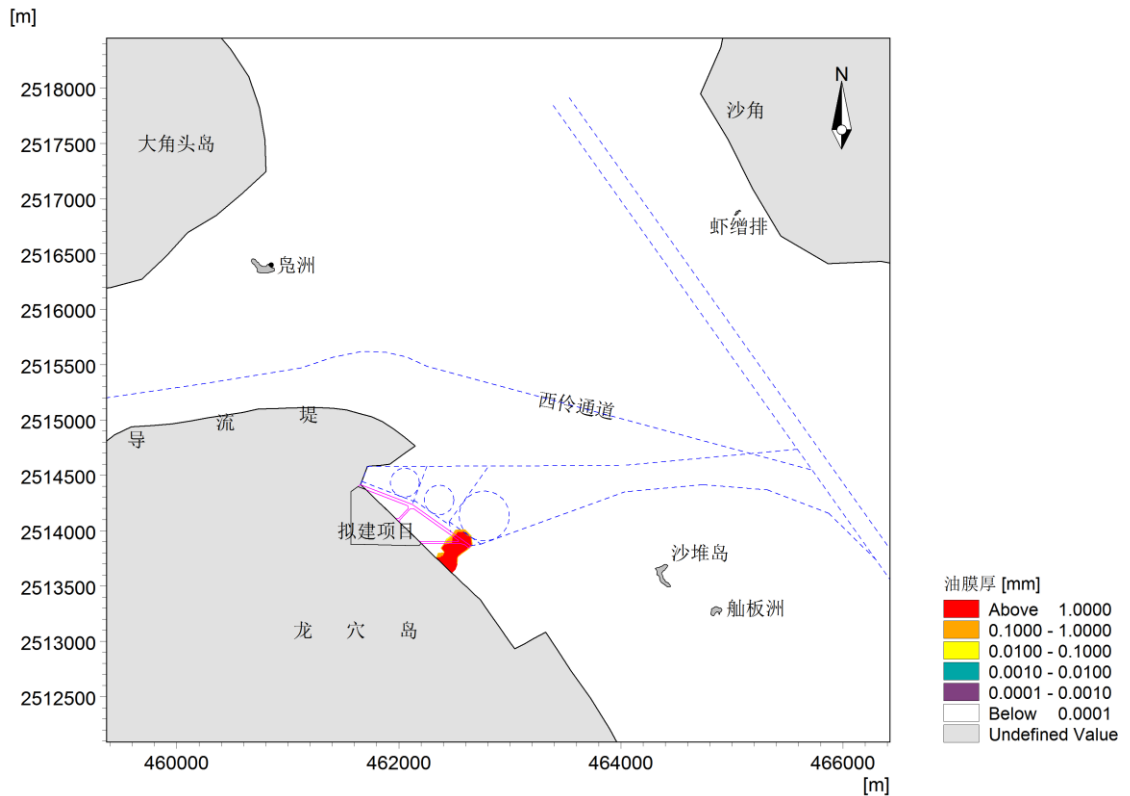 [m]
2518000
2517500
2517000
2516500
2516000
2515500
2515000
2514500
2514000
2513500
2513000
2512500
460000
462000
464000
466000
[m]
N
沙角
大角头岛
虾缯排
凫洲
西伶通道
导流堤
拟建项目
沙堆岛
舢板洲
龙穴岛
油膜厚 [mm]
Above 1.0000
0.1000 - 1.0000
0.0100 - 0.1000
0.0010 - 0.0100
0.0001 - 0.0010
Below 0.0001
Undefined Value